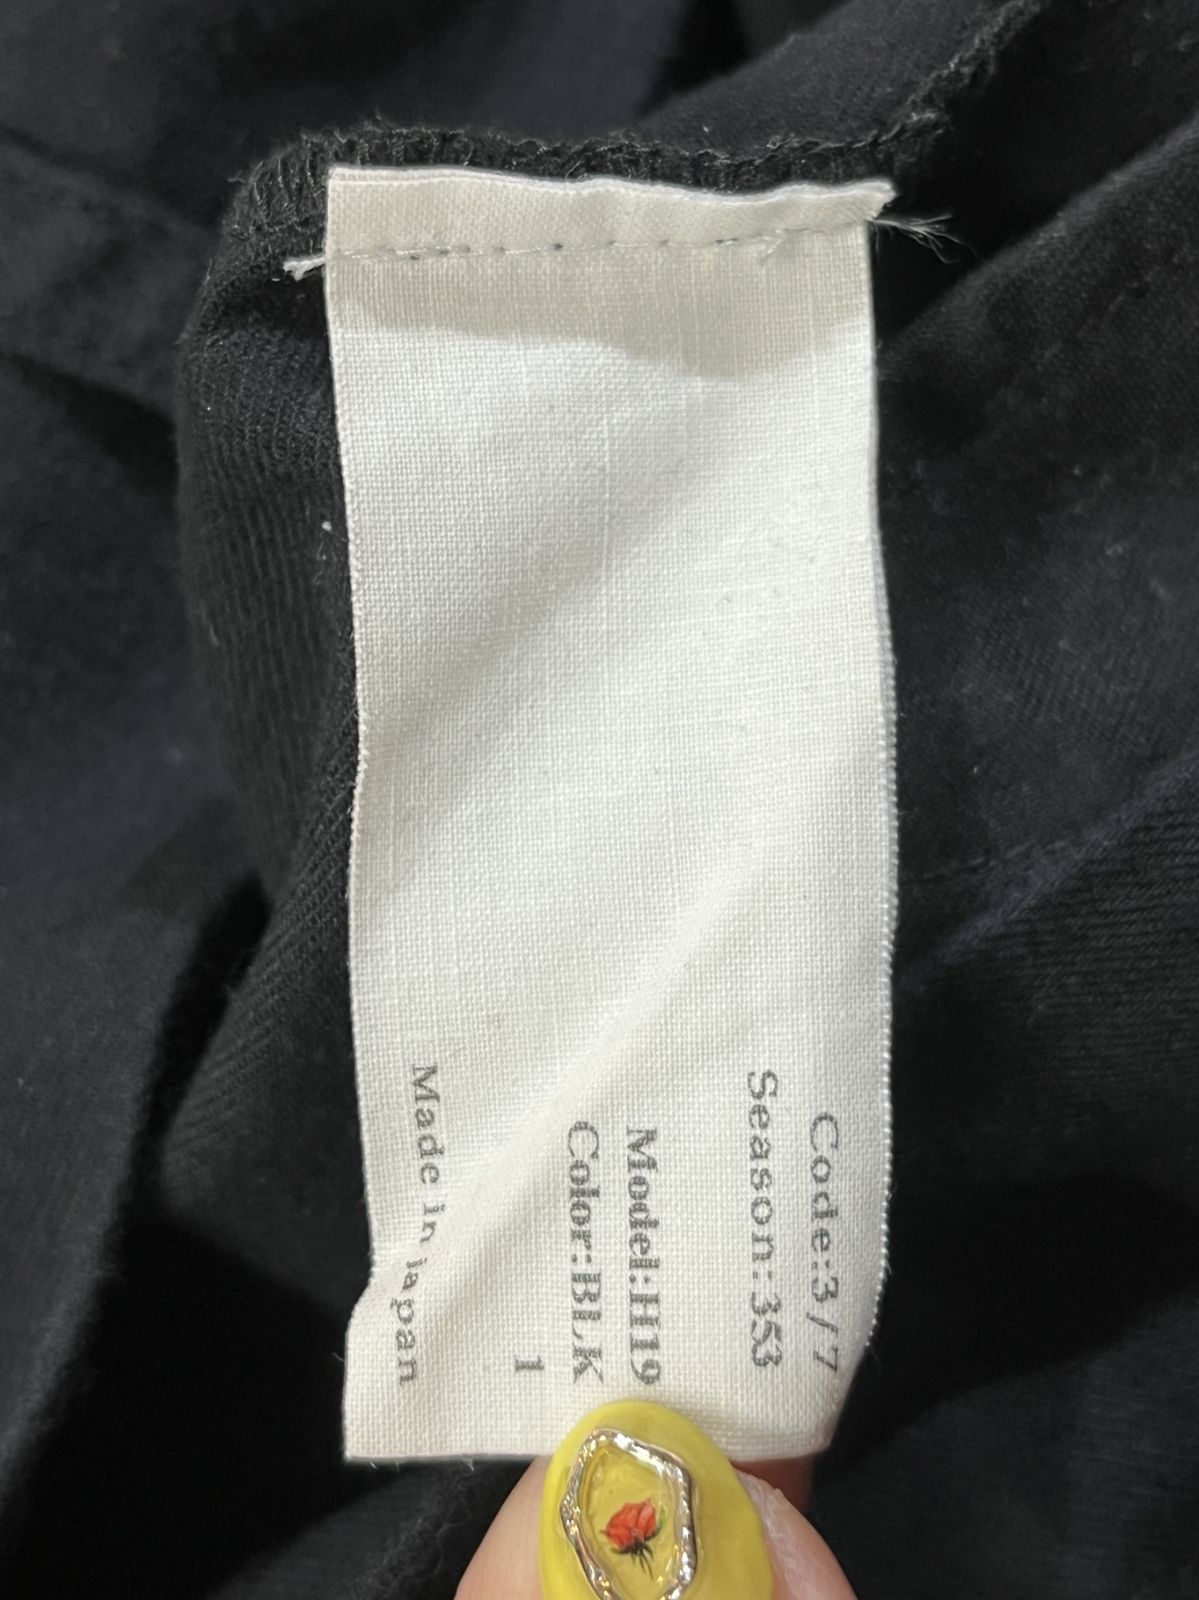 Code:3/7
Season:353
Model:H19
Color:BLK
1
Made in Japan